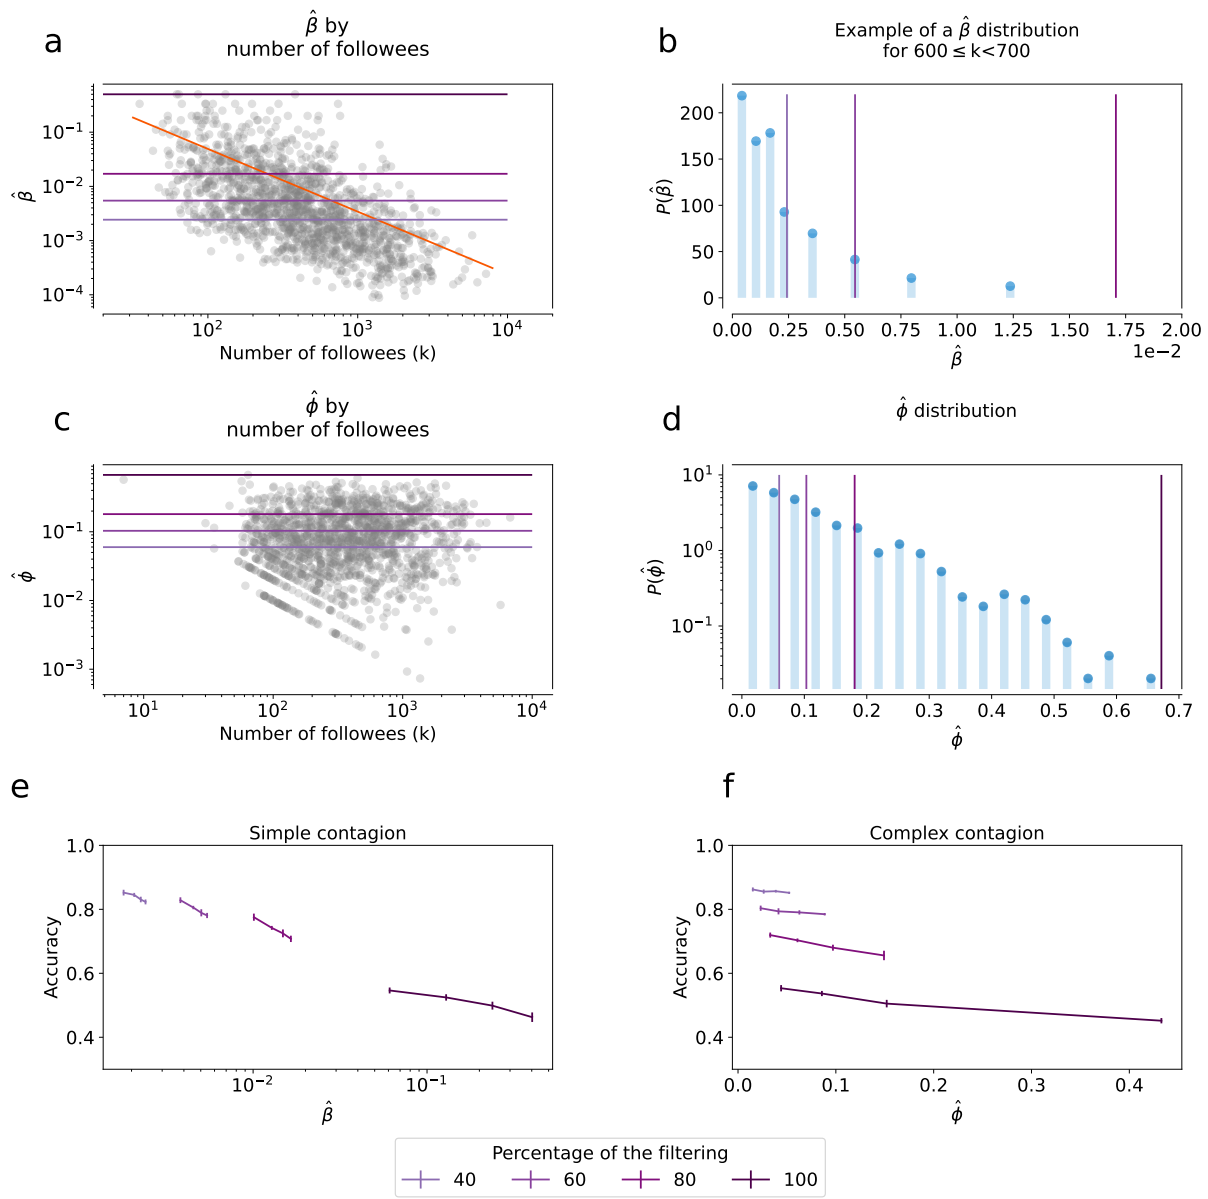 a
β̂ by
number of followees
10⁻¹
10⁻²
10⁻³
10⁻⁴
β̂
10² 10³ 10⁴
Number of followees (k)
b
Example of a β̂ distribution
for 600 ≤ k<700
200
150
100
50
0
P(β̂)
0.00 0.25 0.50 0.75 1.00 1.25 1.50 1.75 2.00
1e−2
β̂
c
ϕ̂ by
number of followees
10⁻¹
10⁻²
10⁻³
ϕ̂
10¹ 10² 10³ 10⁴
Number of followees (k)
d
ϕ̂ distribution
10¹
10⁰
10⁻¹
P(ϕ̂)
0.0 0.1 0.2 0.3 0.4 0.5 0.6 0.7
ϕ̂
e
Simple contagion
1.0
0.8
0.6
0.4
Accuracy
10⁻² 10⁻¹
β̂
f
Complex contagion
1.0
0.8
0.6
0.4
Accuracy
0.0 0.1 0.2 0.3 0.4
ϕ̂
Percentage of the filtering
40 60 80 100